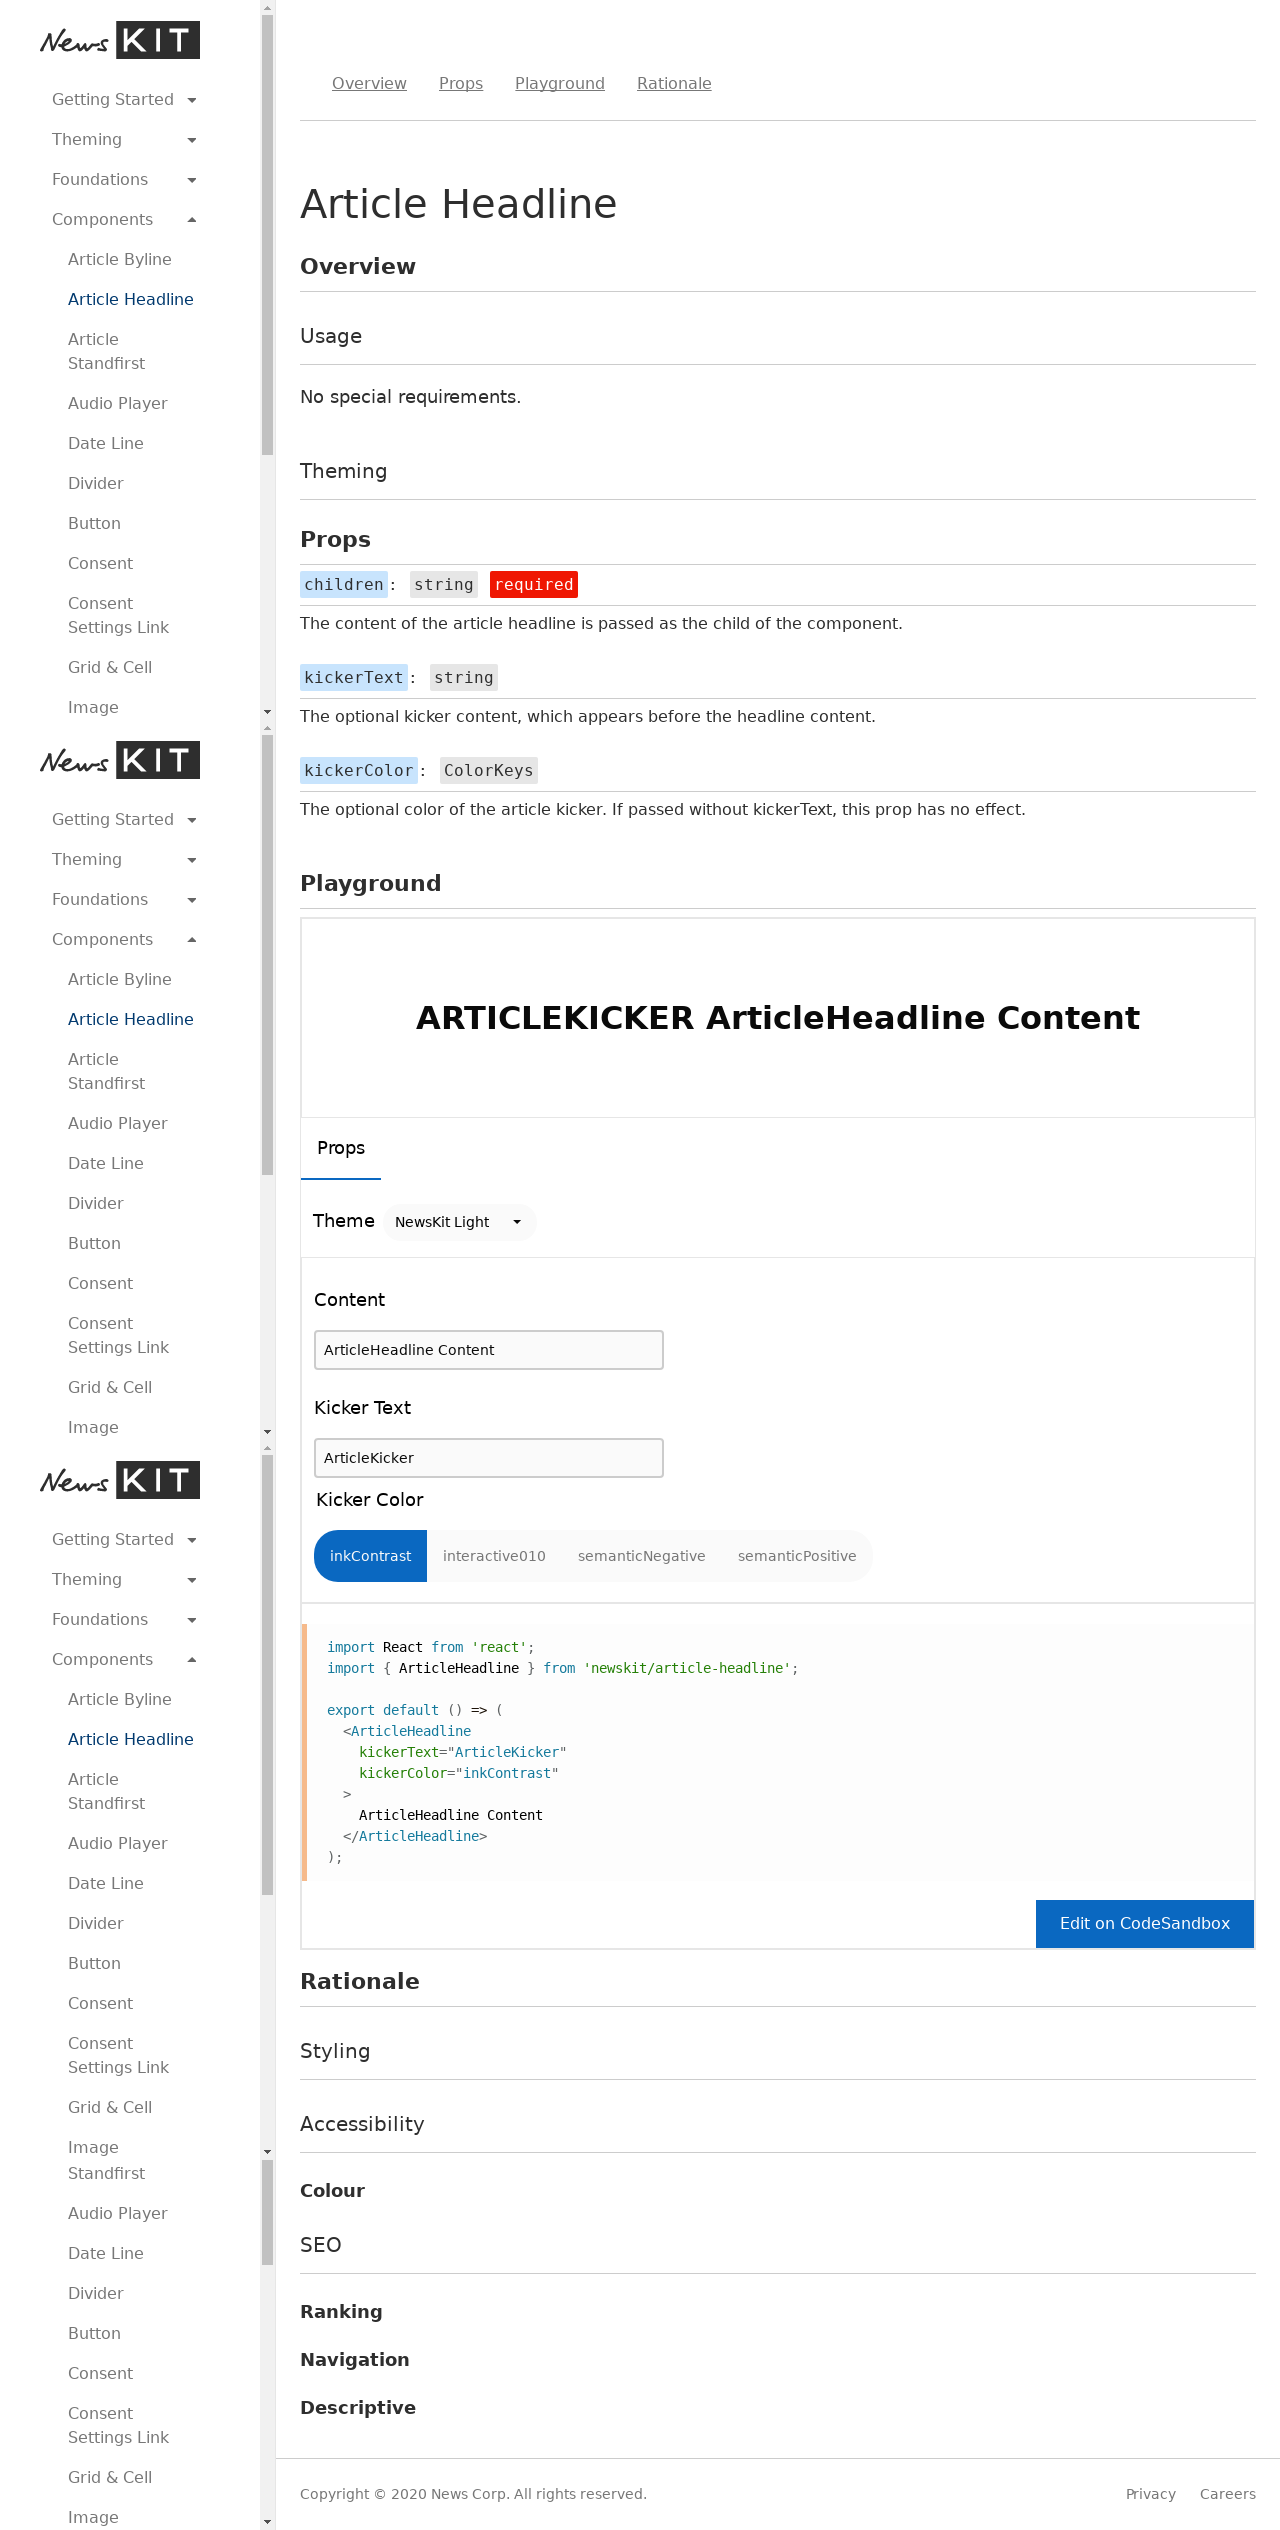 News KIT
Getting Started
Theming
Foundations
Components
Article Byline
Article Headline
Article
Standfirst
Audio Player
Date Line
Divider
Button
Consent
Consent
Settings Link
Grid & Cell
Image
News KIT
Getting Started
Theming
Foundations
Components
Article Byline
Article Headline
Article
Standfirst
Audio Player
Date Line
Divider
Button
Consent
Consent
Settings Link
Grid & Cell
Image
News KIT
Getting Started
Theming
Foundations
Components
Article Byline
Article Headline
Article
Standfirst
Audio Player
Date Line
Divider
Button
Consent
Consent
Settings Link
Grid & Cell
Image
Standfirst
Audio Player
Date Line
Divider
Button
Consent
Consent
Settings Link
Grid & Cell
Image
Overview Props Playground Rationale
Article Headline
Overview
Usage
No special requirements.
Theming
Props
children: string required
The content of the article headline is passed as the child of the component.
kickerText: string
The optional kicker content, which appears before the headline content.
kickerColor: ColorKeys
The optional color of the article kicker. If passed without kickerText, this prop has no effect.
Playground
ARTICLEKICKER ArticleHeadline Content
Props
Theme NewsKit Light
Content
ArticleHeadline Content
Kicker Text
ArticleKicker
Kicker Color
inkContrast interactive010 semanticNegative semanticPositive
import React from 'react';
import { ArticleHeadline } from 'newskit/article-headline';
export default () => (
<ArticleHeadline
kickerText="ArticleKicker"
kickerColor="inkContrast"
>
ArticleHeadline Content
</ArticleHeadline>
);
Edit on CodeSandbox
Rationale
Styling
Accessibility
Colour
SEO
Ranking
Navigation
Descriptive
Copyright © 2020 News Corp. All rights reserved. Privacy Careers